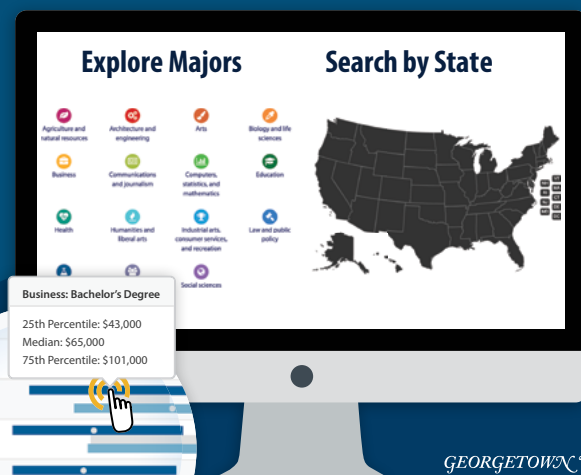 Explore Majors
Search by State
Agriculture and
natural resources
Architecture and
engineering
Arts
Biology and life
sciences
Business
Communications
and journalism
Computers,
statistics, and
mathematics
Education
Health
Humanities and
liberal arts
Industrial arts,
consumer services,
and recreation
Law and public
policy
Social sciences
Business: Bachelor's Degree
25th Percentile: $43,000
Median: $65,000
75th Percentile: $101,000
GEORGETOWN